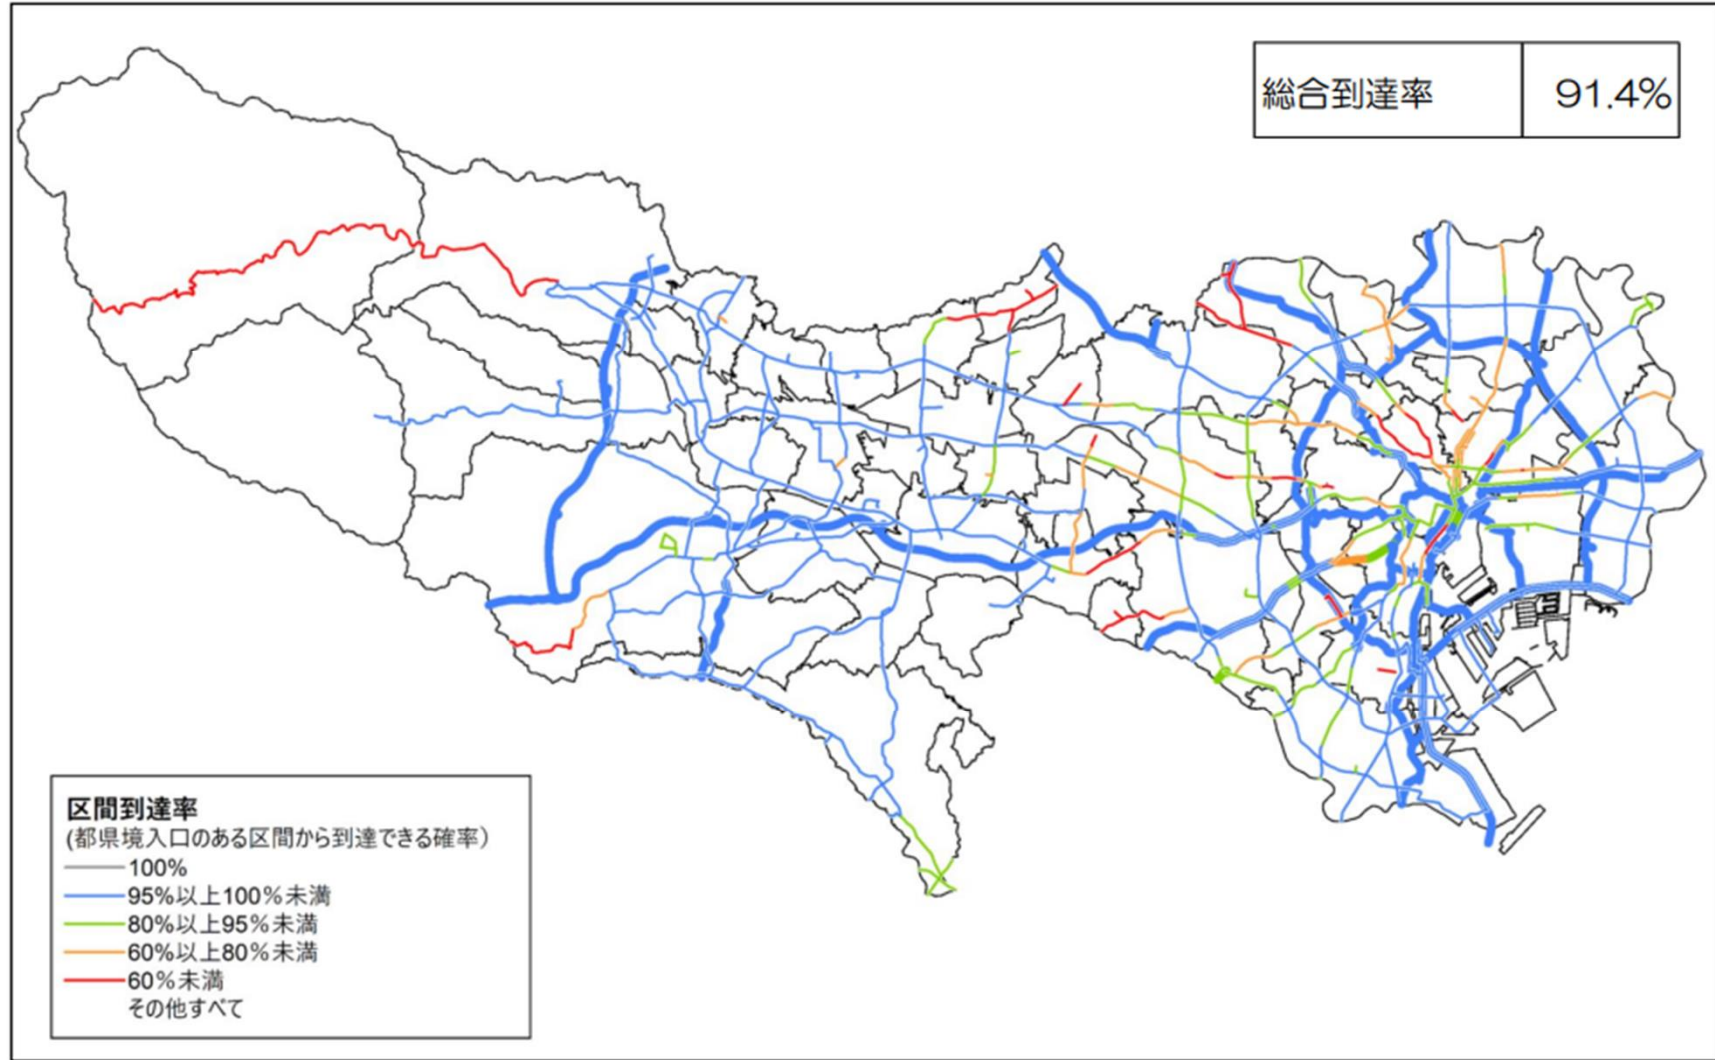 総合到達率 91.4%
区間到達率
(都県境入口のある区間から到達できる確率)
100%
95%以上100%未満
80%以上95%未満
60%以上80%未満
60%未満
その他すべて